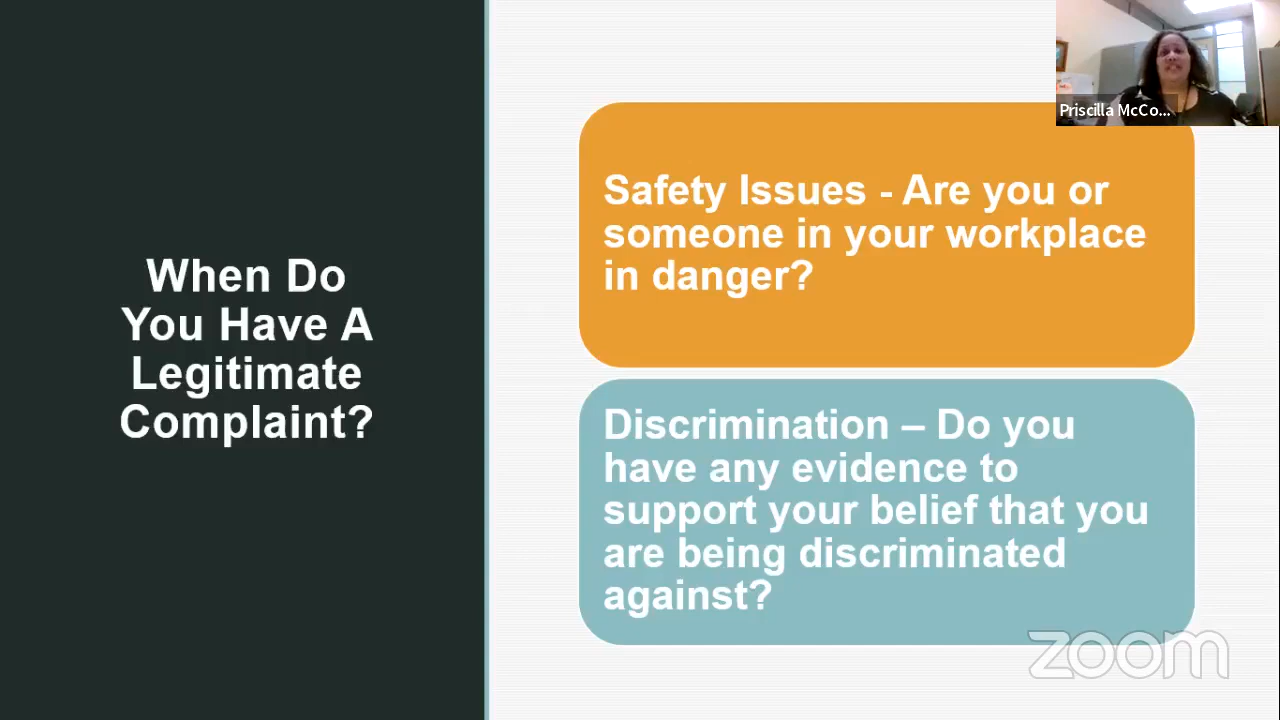 When Do
You Have A
Legitimate
Complaint?
Safety Issues - Are you or
someone in your workplace
in danger?
Discrimination – Do you
have any evidence to
support your belief that you
are being discriminated
against?
Priscilla McCo...
zoom